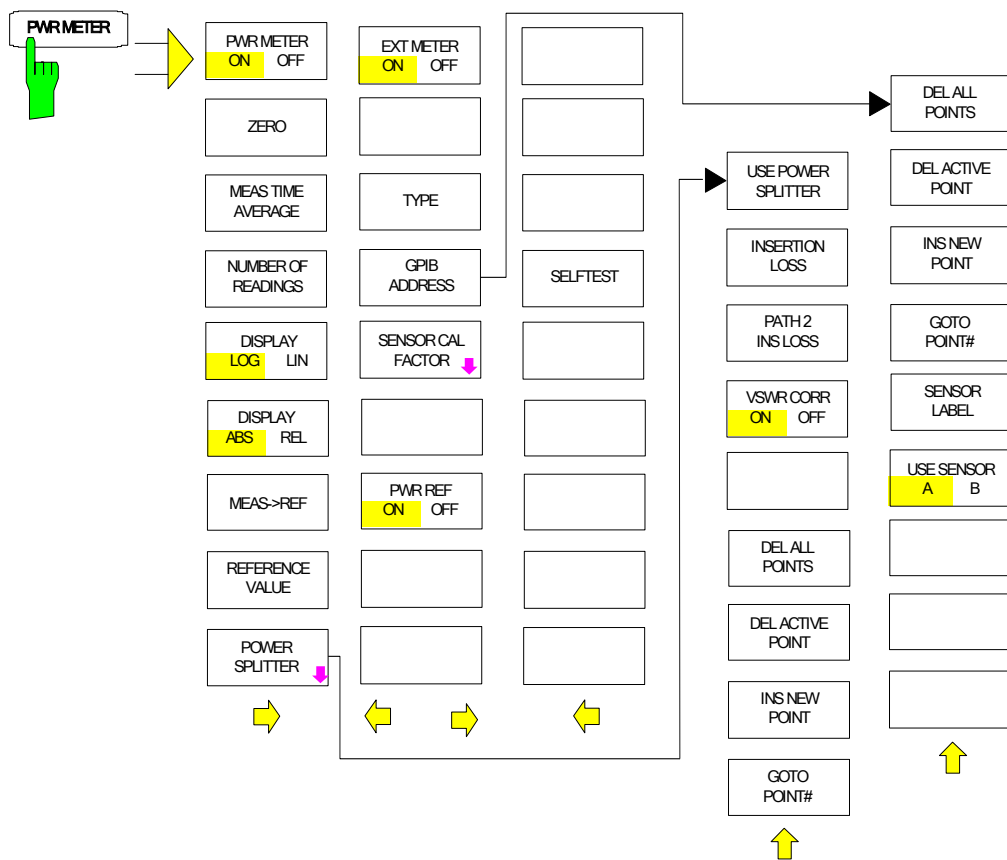 PWR METER
PWR METER
ON OFF
ZERO
MEAS TIME
AVERAGE
NUMBER OF
READINGS
DISPLAY
LOG LIN
DISPLAY
ABS REL
MEAS->REF
REFERENCE
VALUE
POWER
SPLITTER
EXT METER
ON OFF
TYPE
GPIB
ADDRESS
SENSOR CAL
FACTOR
PWR REF
ON OFF
SELFTEST
USE POWER
SPLITTER
INSERTION
LOSS
PATH 2
INS LOSS
VSWR CORR
ON OFF
DEL ALL
POINTS
DEL ACTIVE
POINT
INS NEW
POINT
GOTO
POINT#
DEL ALL
POINTS
DEL ACTIVE
POINT
INS NEW
POINT
GOTO
POINT#
SENSOR
LABEL
USE SENSOR
A B